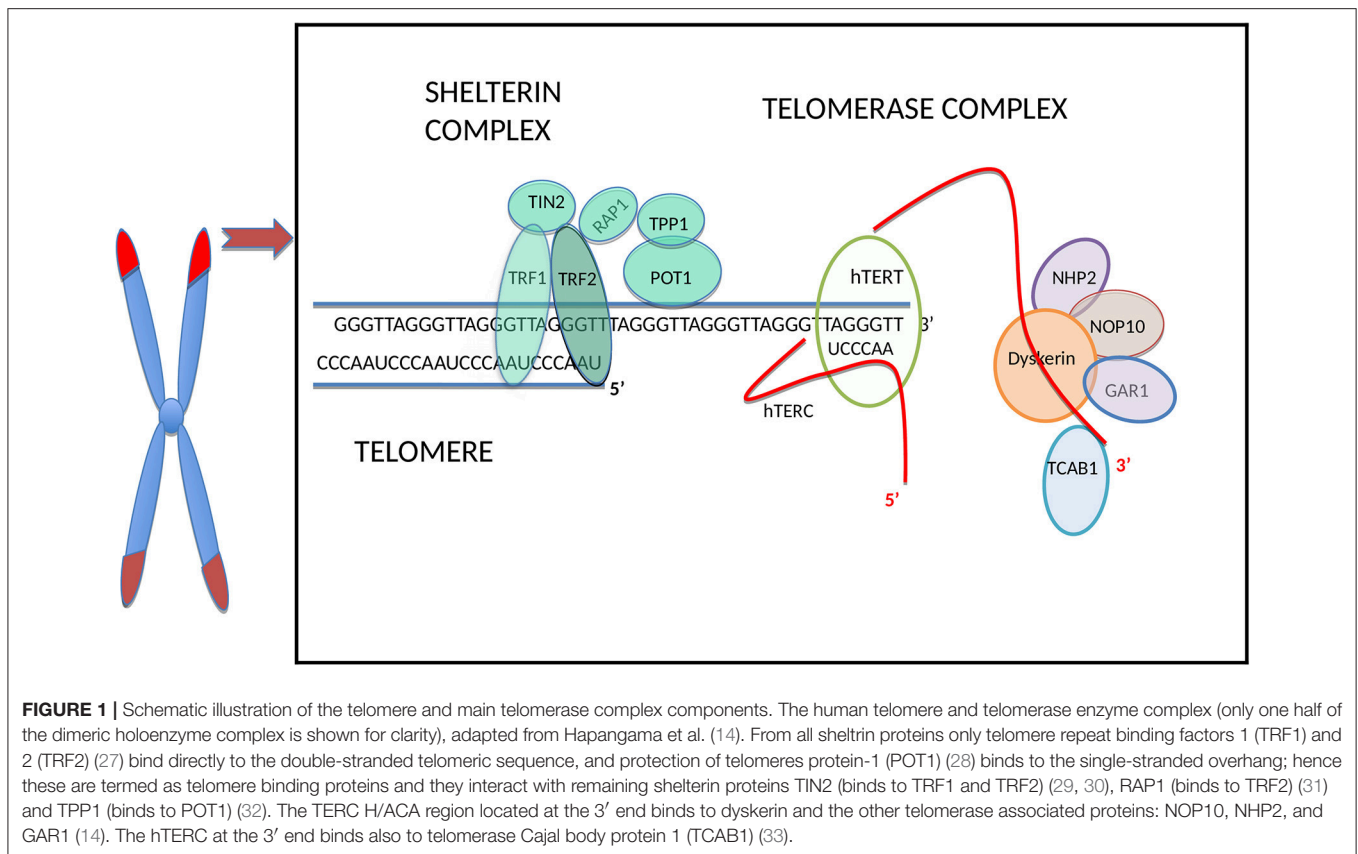 SHELTERIN
COMPLEX
TELOMERASE COMPLEX
TIN2
RAP1
TPP1
TRF1
TRF2
POT1
hTERT
NHP2
NOP10
Dyskerin
GAR1
TCAB1
GGGTTAGGGTTAGGGTTAGGGTTTAGGGTTAGGGTTAGGGTTAGGGTT 3’
UCCCAA
CCCAAUCCCAAUCCCAAUCCCAAU
5’
hTERC
TELOMERE
5’
3’
FIGURE 1 | Schematic illustration of the telomere and main telomerase complex components. The human telomere and telomerase enzyme complex (only one half of
the dimeric holoenzyme complex is shown for clarity), adapted from Hapangama et al. (14). From all sheltrin proteins only telomere repeat binding factors 1 (TRF1) and
2 (TRF2) (27) bind directly to the double-stranded telomeric sequence, and protection of telomeres protein-1 (POT1) (28) binds to the single-stranded overhang; hence
these are termed as telomere binding proteins and they interact with remaining shelterin proteins TIN2 (binds to TRF1 and TRF2) (29, 30), RAP1 (binds to TRF2) (31)
and TPP1 (binds to POT1) (32). The TERC H/ACA region located at the 3′ end binds to dyskerin and the other telomerase associated proteins: NOP10, NHP2, and
GAR1 (14). The hTERC at the 3′ end binds also to telomerase Cajal body protein 1 (TCAB1) (33).